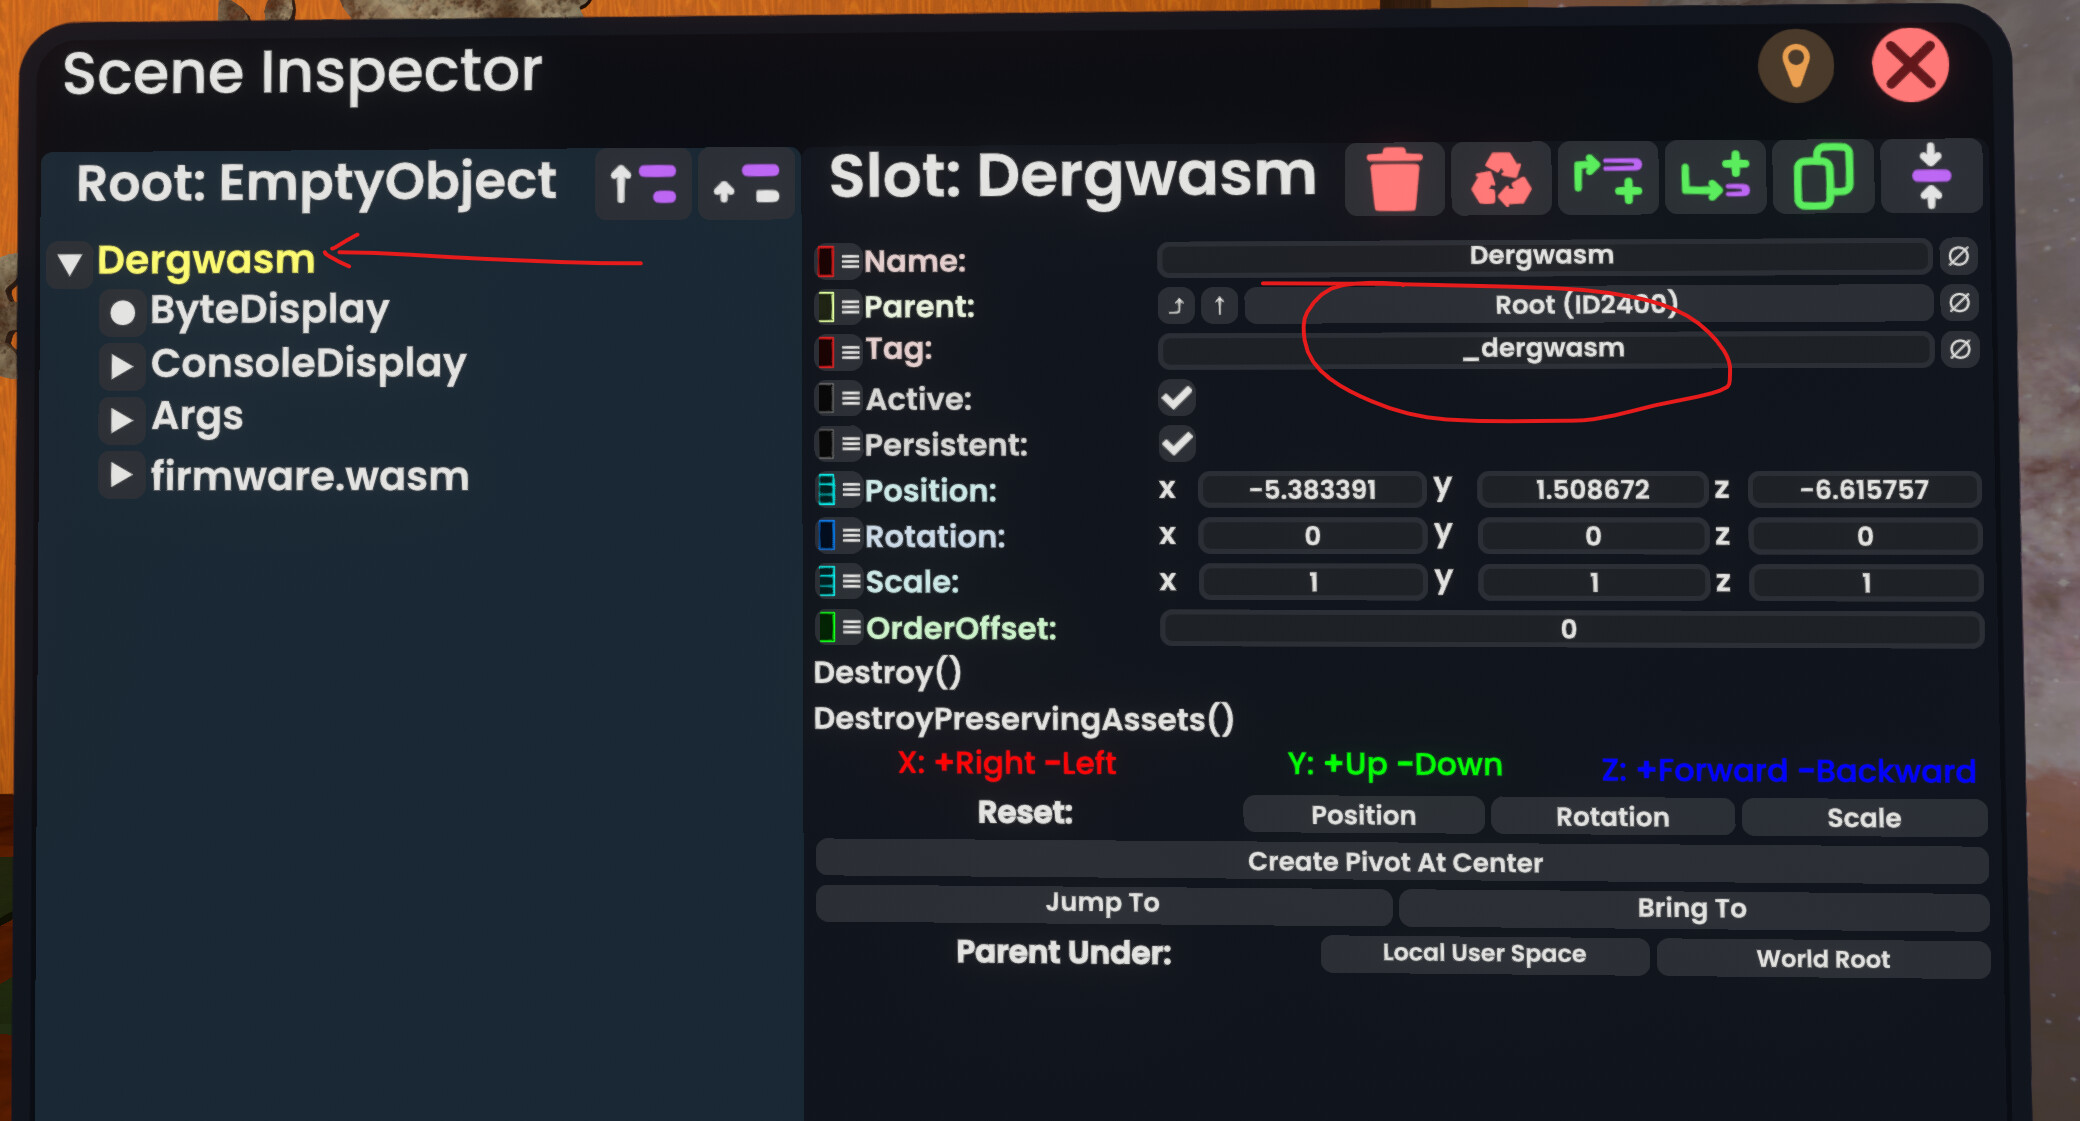 Scene Inspector
Root: EmptyObject
Dergwasm
ByteDisplay
ConsoleDisplay
Args
firmware.wasm
Slot: Dergwasm
Name: Dergwasm Ø
Parent: Root (ID2400) Ø
Tag: _dergwasm Ø
Active:
Persistent:
Position: x -5.383391 y 1.508672 z -6.615757
Rotation: x 0 y 0 z 0
Scale: x 1 y 1 z 1
OrderOffset: 0
Destroy()
DestroyPreservingAssets()
X: +Right -Left Y: +Up -Down Z: +Forward -Backward
Reset: Position Rotation Scale
Create Pivot At Center
Jump To Bring To
Parent Under: Local User Space World Root